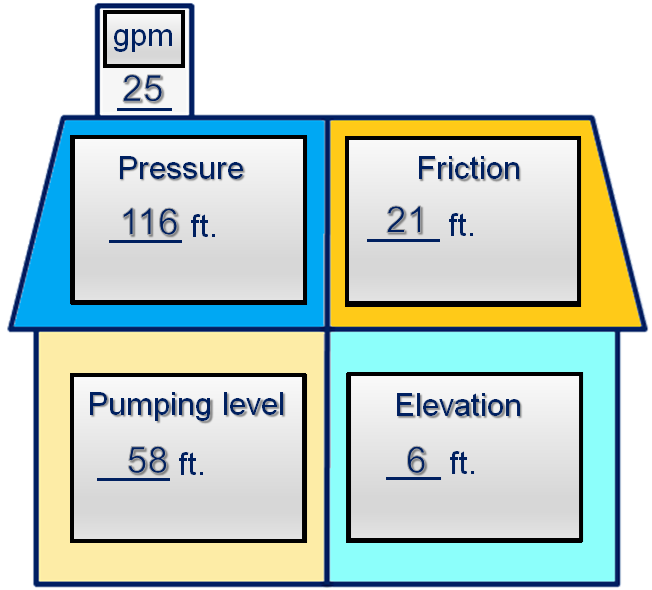 gpm
25
Pressure
116 ft.
Friction
21 ft.
Pumping level
58 ft.
Elevation
6 ft.